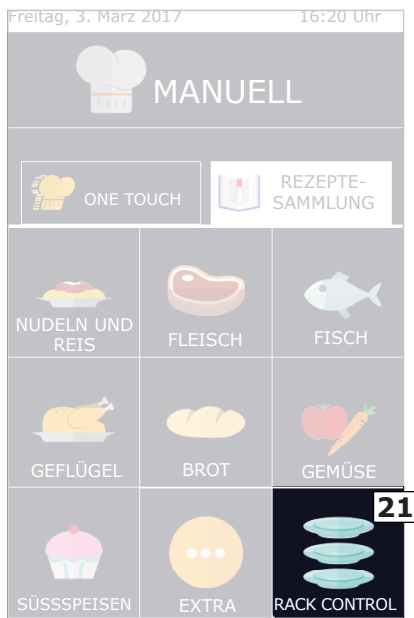 Freitag, 3. März 2017 16:20 Uhr
MANUELL
ONE TOUCH
REZEPTE-
SAMMLUNG
NUDELN UND
REIS
FLEISCH
FISCH
GEFLÜGEL
BROT
GEMÜSE
21
SÜSSSPEISEN
EXTRA
RACK CONTROL